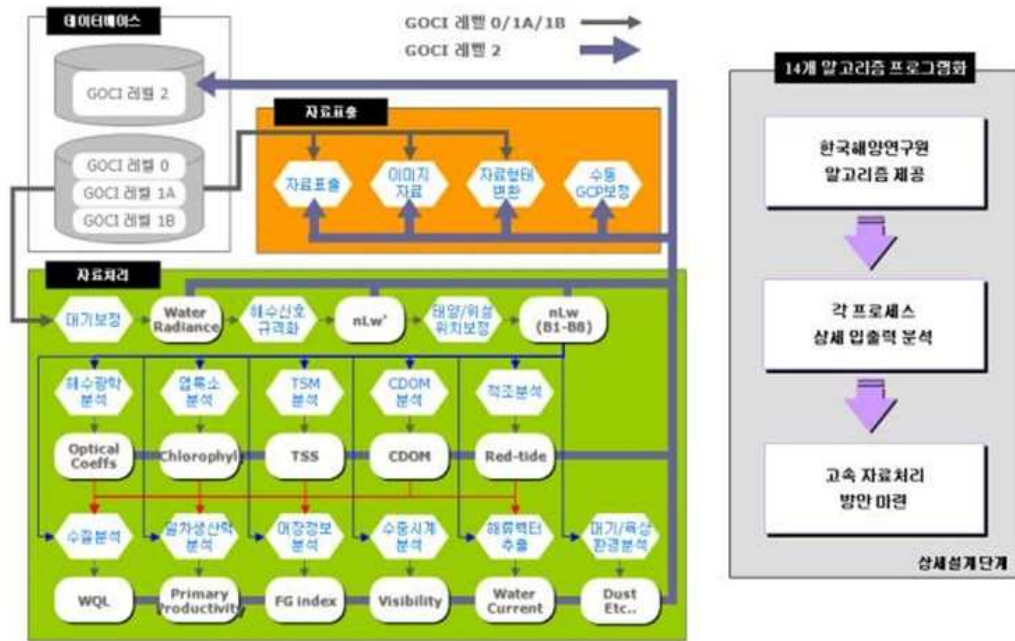 데이터베이스
GOCI 레벨 0/1A/1B
GOCI 레벨 2
GOCI 레벨 2
GOCI 레벨 0
GOCI 레벨 1A
GOCI 레벨 1B
자료표출
자료표출
이미지
자료
자료형태
변환
수동
GCP보정
자료처리
대기보정
Water
Radiance
해수신호
규격화
nLw'
태양/위성
위치보정
nLw
(B1-B8)
해수광학
분석
엽록소
분석
TSM
분석
CDOM
분석
적조분석
Optical
Coeffs
Chlorophyl
TSS
CDOM
Red-tide
수질분석
일차생산력
분석
어장정보
분석
수중시계
분석
해류벡터
추출
대기/육상
환경분석
WQL
Primary
Productivity
FG index
Visibility
Water
Current
Dust
Etc..
14개 알고리즘 프로그램화
한국해양연구원
알고리즘 제공
각 프로세스
상세 입출력 분석
고속 자료처리
방안 마련
상세설계단계